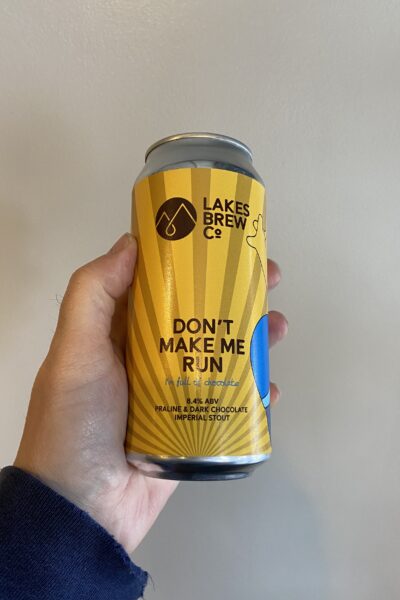 LAKES
BREW
Co
DON'T
MAKE ME
RUN
I'm full of chocolate
8.4% ABV
PRALINE & DARK CHOCOLATE
IMPERIAL STOUT